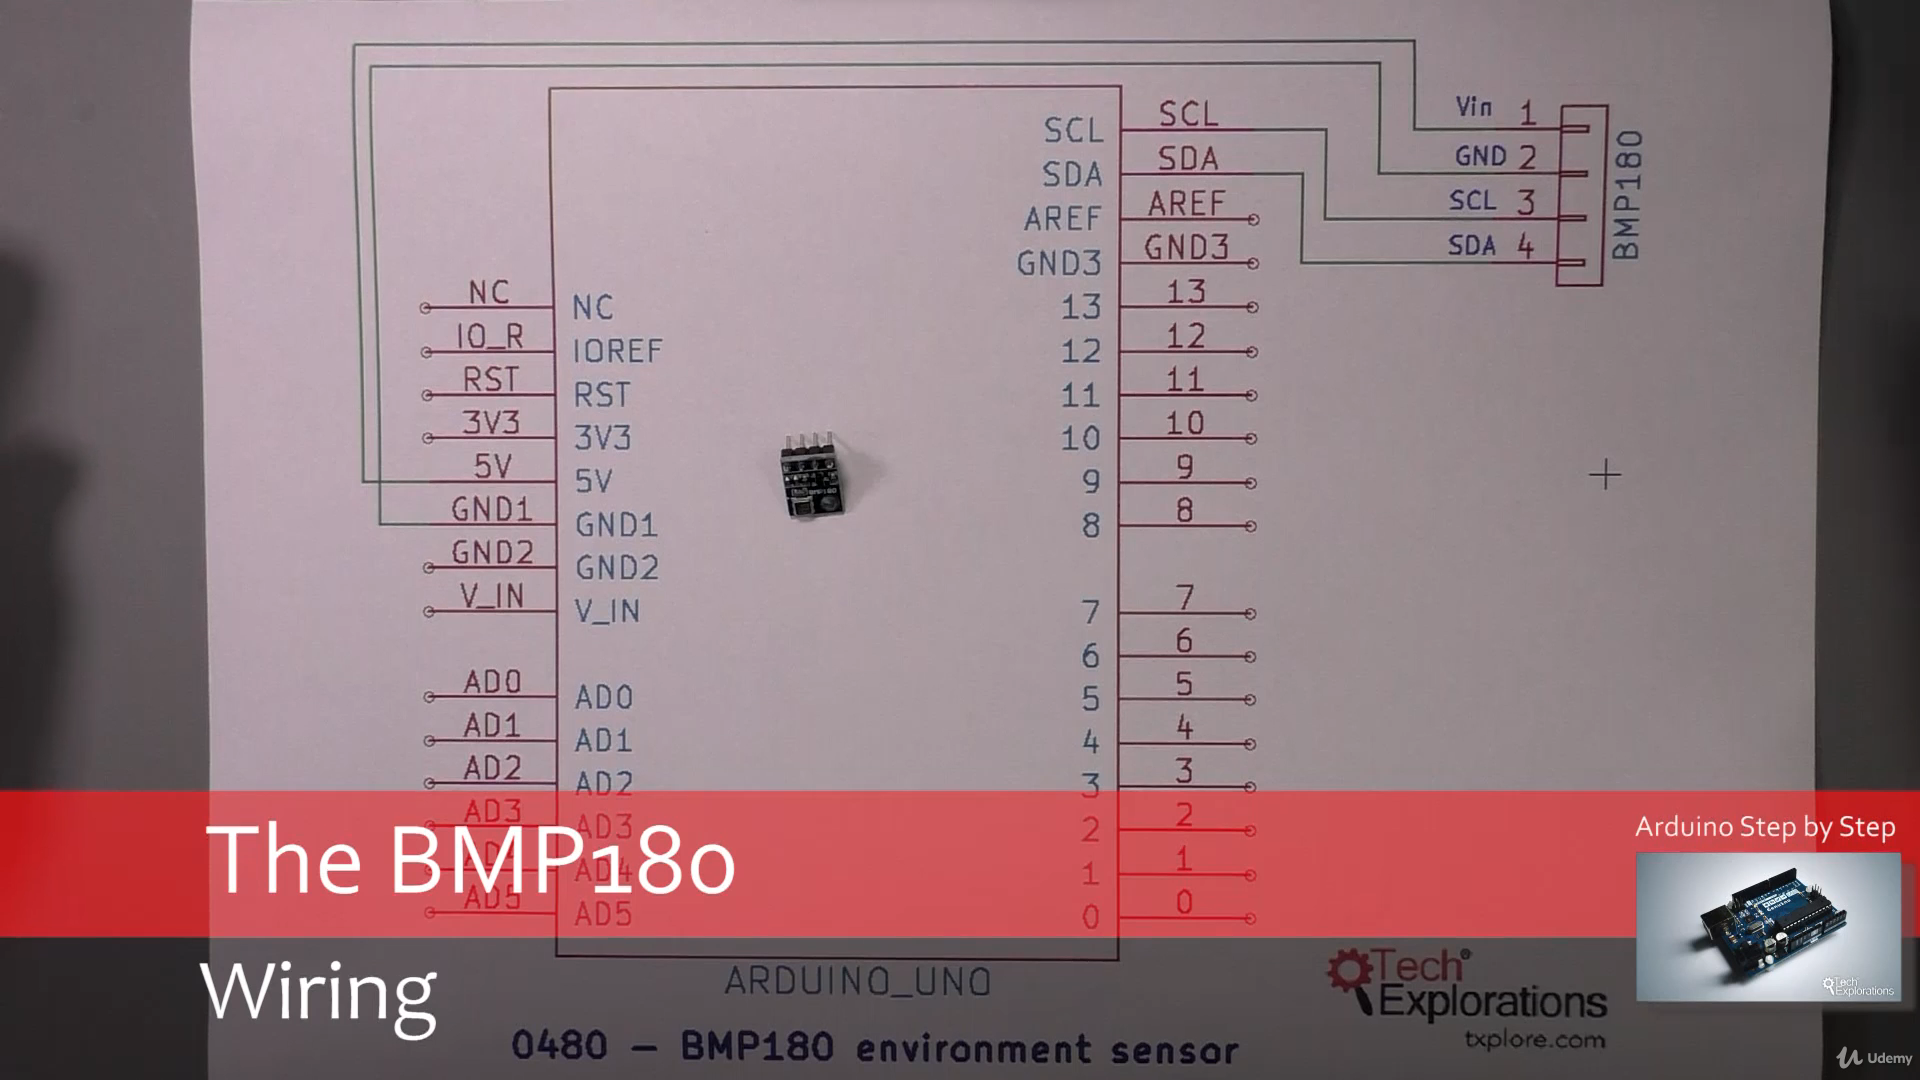 SCL
SDA
AREF
GND3
13
12
11
10
9
8
7
6
5
4
3
2
1
0
SCL
SDA
AREF
GND3
13
12
11
10
9
8
7
6
5
4
3
2
1
0
Vin 1
GND 2
SCL 3
SDA 4
BMP180
NC
IO_R
RST
3V3
5V
GND1
GND2
V_IN
AD0
AD1
AD2
AD3
AD5
NC
IOREF
RST
3V3
5V
GND1
GND2
V_IN
AD0
AD1
AD2
AD3
AD4
AD5
BMP180
The BMP180
Wiring
ARDUINO_UNO
0480 – BMP180 environment sensor
Arduino Step by Step
Tech
Explorations
Tech
Explorations
txplore.com
Udemy